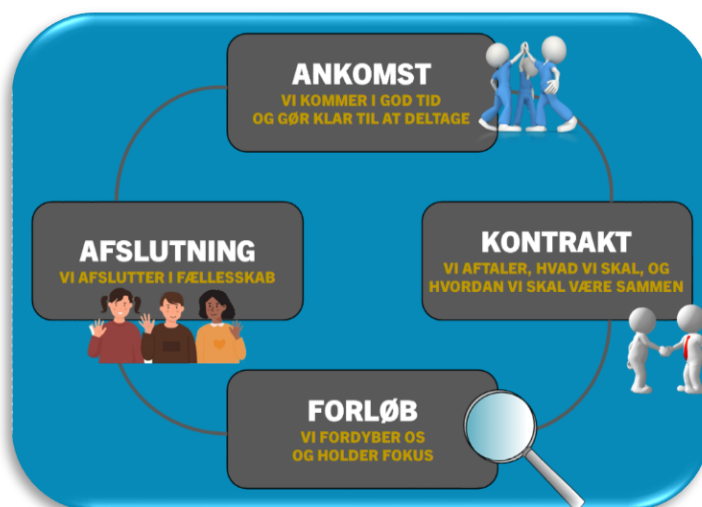 ANKOMST
VI KOMMER I GOD TID
OG GØR KLAR TIL AT DELTAGE
KONTRAKT
VI AFTALER, HVAD VI SKAL, OG
HVORDAN VI SKAL VÆRE SAMMEN
FORLØB
VI FORDYBER OS
OG HOLDER FOKUS
AFSLUTNING
VI AFSLUTTER I FÆLLESSKAB